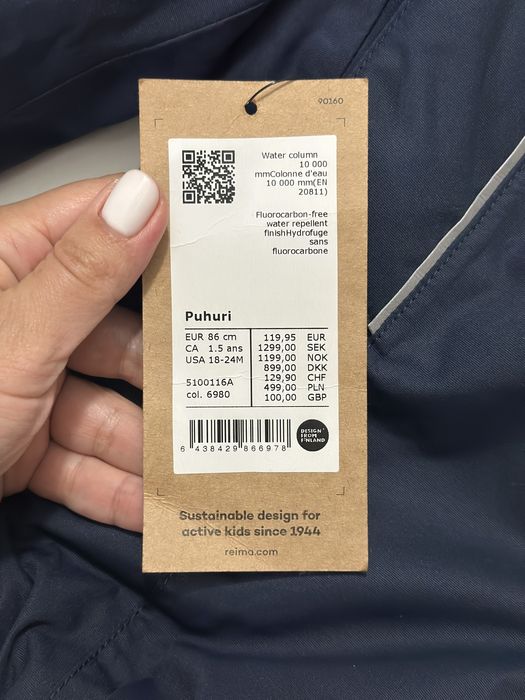 90160
Water column
10 000
mmColonne d'eau
10 000 mm(EN
20811)
Fluorocarbon-free
water repellent
finishHydrofuge
sans
fluorocarbone
Puhuri
EUR 86 cm 119,95 EUR
CA 1.5 ans 1299,00 SEK
USA 18-24M 1199,00 NOK
899,00 DKK
5100116A 129,90 CHF
col. 6980 499,00 PLN
100,00 GBP
6 438429 866978
DESIGN
FROM
FINLAND
Sustainable design for
active kids since 1944
reima.com